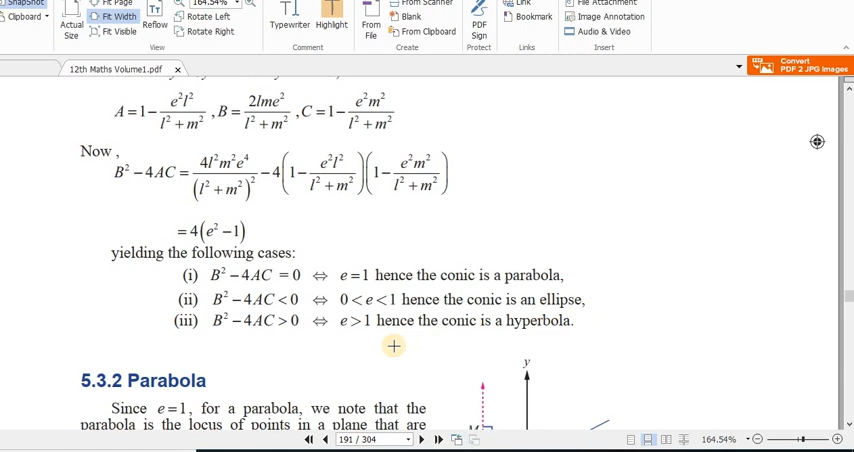 SnapShot
Clipboard
Actual Size
Fit Page
Fit Width
Fit Visible
Reflow
164.54%
Rotate Left
Rotate Right
View
Typewriter
Highlight
Comment
From File
From Scanner
Blank
From Clipboard
Create
PDF Sign
Protect
Link
Bookmark
Links
File Attachment
Image Annotation
Audio & Video
Insert
12th Maths Volume1.pdf
Convert
PDF 2 JPG Images
A = 1 − e²l² / (l² + m²) , B = 2lme² / (l² + m²) , C = 1 − e²m² / (l² + m²)
Now ,
B² − 4AC = 4l²m²e⁴ / (l² + m²)² − 4(1 − e²l² / (l² + m²))(1 − e²m² / (l² + m²))
= 4(e² − 1)
yielding the following cases:
(i) B² − 4AC = 0 ⇔ e = 1 hence the conic is a parabola,
(ii) B² − 4AC < 0 ⇔ 0 < e < 1 hence the conic is an ellipse,
(iii) B² − 4AC > 0 ⇔ e > 1 hence the conic is a hyperbola.
5.3.2 Parabola
y
Since e = 1, for a parabola, we note that the
parabola is the locus of points in a plane that are
M
191 / 304
164.54%